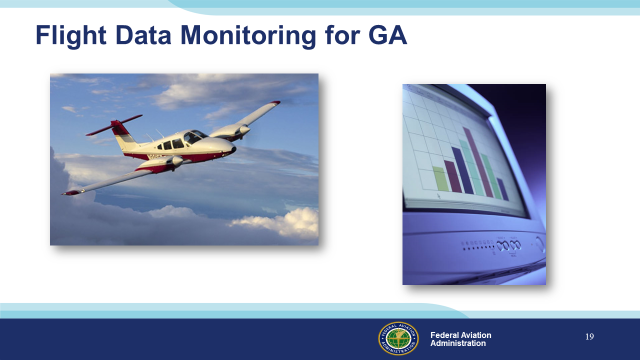 Flight Data Monitoring for GA
Federal Aviation
Administration
19